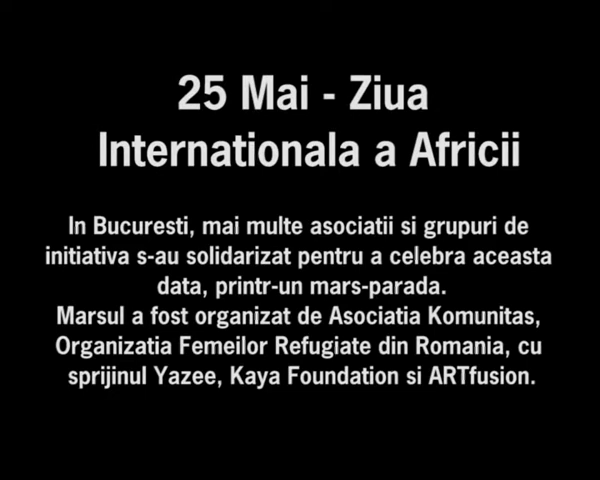 25 Mai - Ziua
Internationala a Africii
In Bucuresti, mai multe asociatii si grupuri de
initiativa s-au solidarizat pentru a celebra aceasta
data, printr-un mars-parada.
Marsul a fost organizat de Asociatia Komunitas,
Organizatia Femeilor Refugiate din Romania, cu
sprijinul Yazee, Kaya Foundation si ARTfusion.